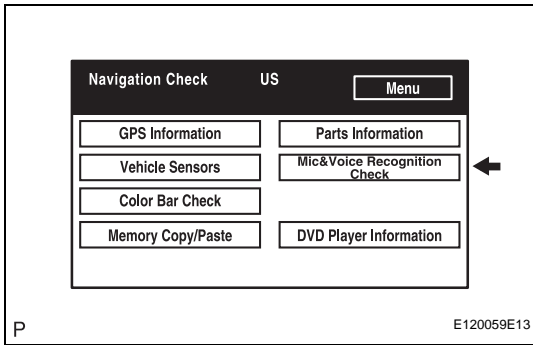 Navigation Check US Menu
GPS Information Parts Information
Vehicle Sensors Mic&Voice Recognition
Check
Color Bar Check
Memory Copy/Paste DVD Player Information
P E120059E13